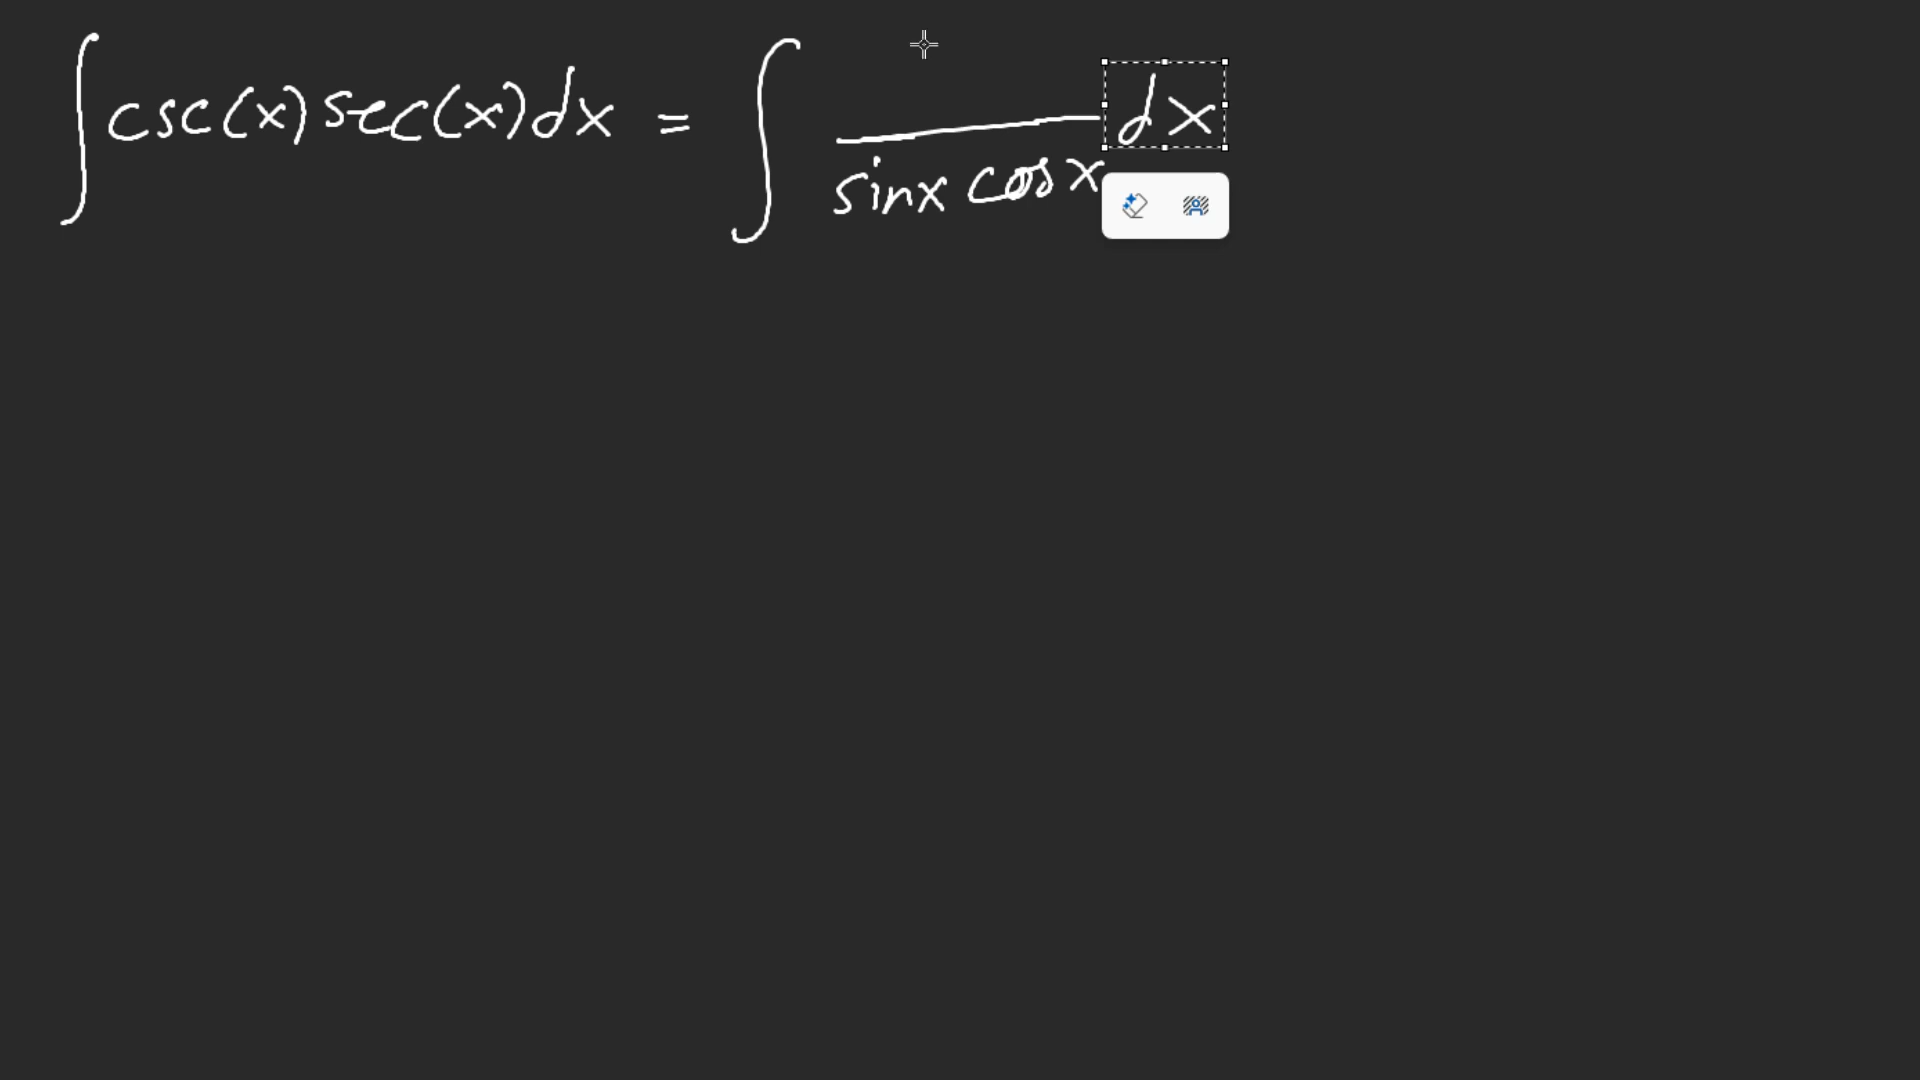 ∫csc(x)sec(x)dx = ∫ ――― dx
sinx cosx